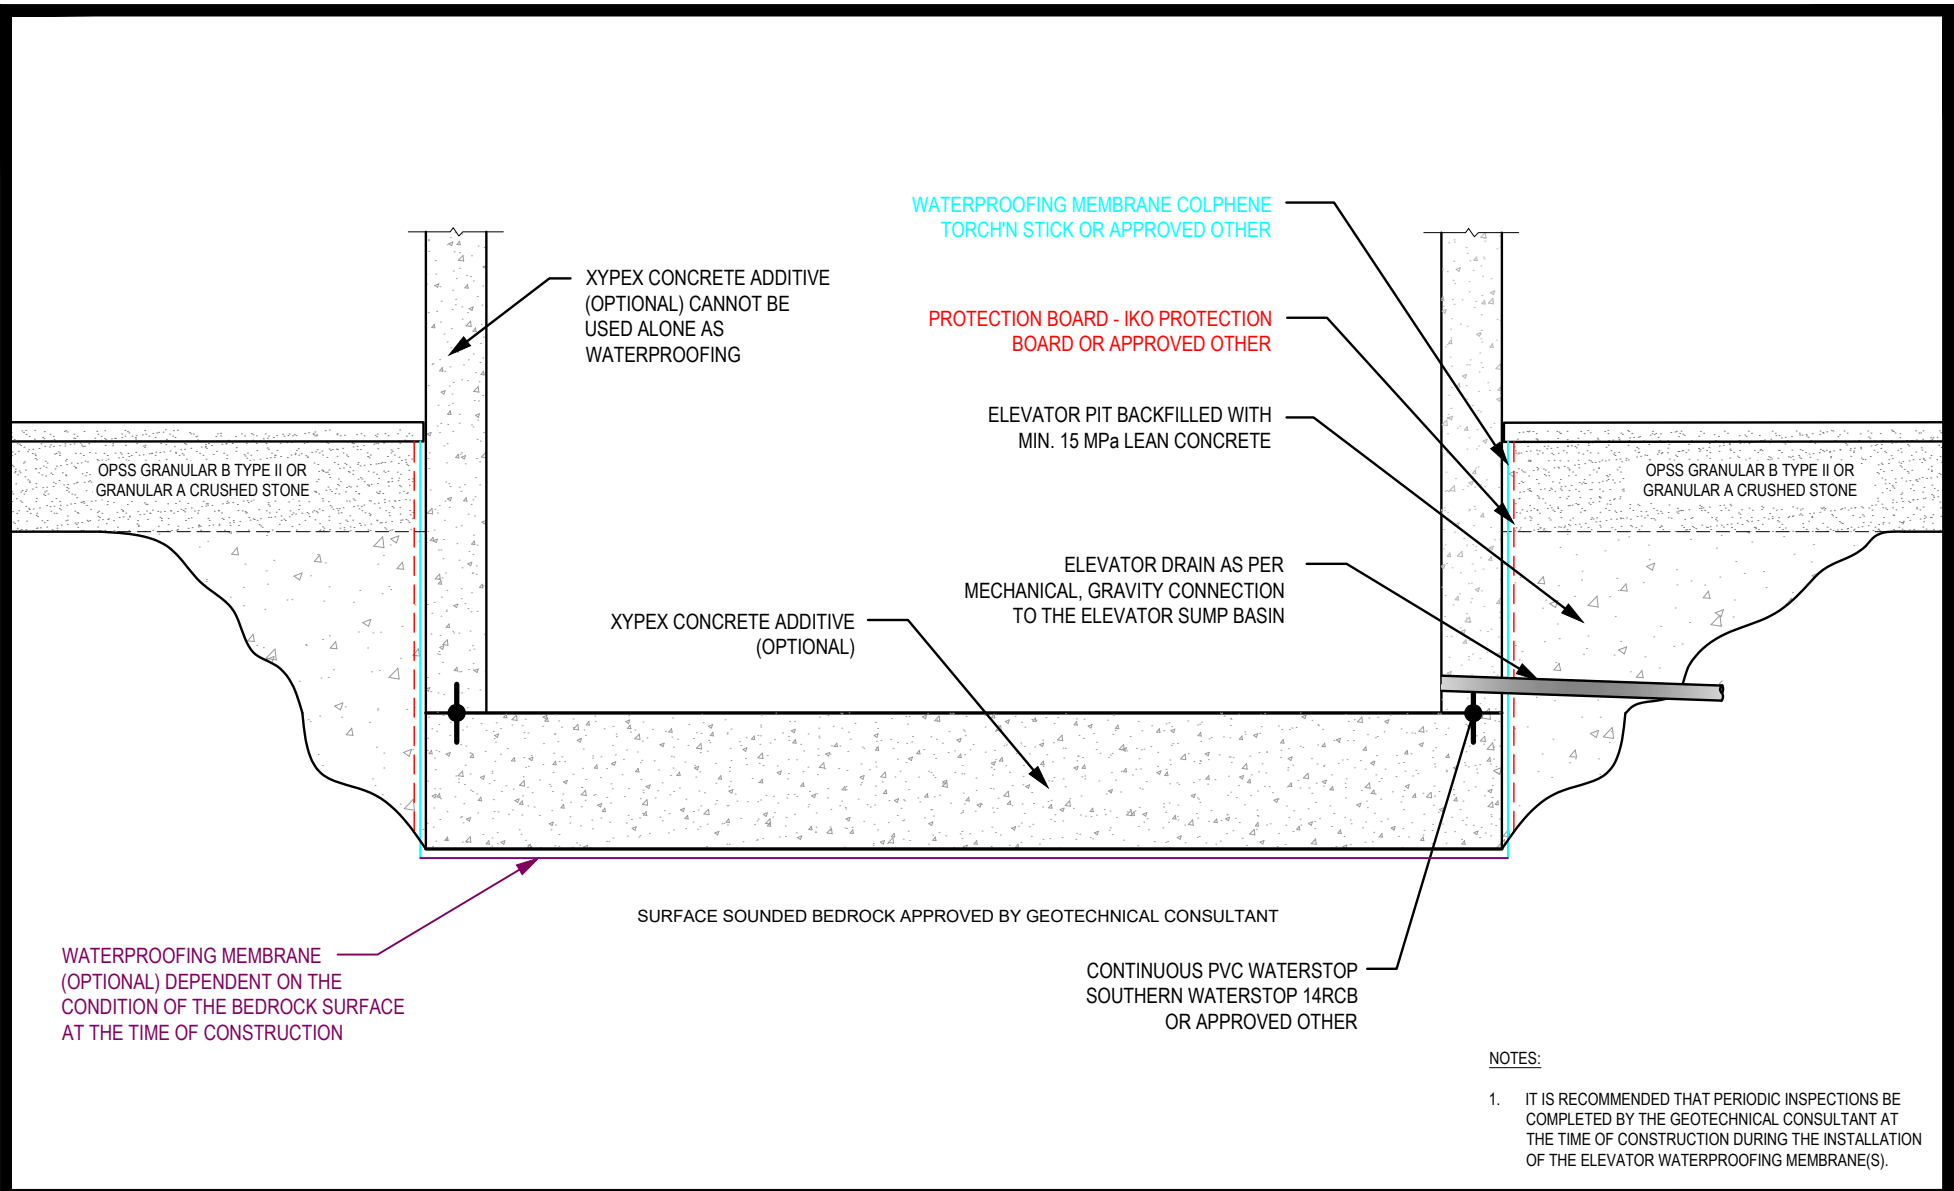 WATERPROOFING MEMBRANE COLPHENE
TORCH'N STICK OR APPROVED OTHER
XYPEX CONCRETE ADDITIVE
(OPTIONAL) CANNOT BE
USED ALONE AS
WATERPROOFING
PROTECTION BOARD - IKO PROTECTION
BOARD OR APPROVED OTHER
ELEVATOR PIT BACKFILLED WITH
MIN. 15 MPa LEAN CONCRETE
OPSS GRANULAR B TYPE II OR
GRANULAR A CRUSHED STONE
OPSS GRANULAR B TYPE II OR
GRANULAR A CRUSHED STONE
ELEVATOR DRAIN AS PER
MECHANICAL, GRAVITY CONNECTION
TO THE ELEVATOR SUMP BASIN
XYPEX CONCRETE ADDITIVE
(OPTIONAL)
SURFACE SOUNDED BEDROCK APPROVED BY GEOTECHNICAL CONSULTANT
WATERPROOFING MEMBRANE
(OPTIONAL) DEPENDENT ON THE
CONDITION OF THE BEDROCK SURFACE
AT THE TIME OF CONSTRUCTION
CONTINUOUS PVC WATERSTOP
SOUTHERN WATERSTOP 14RCB
OR APPROVED OTHER
NOTES:
1. IT IS RECOMMENDED THAT PERIODIC INSPECTIONS BE
COMPLETED BY THE GEOTECHNICAL CONSULTANT AT
THE TIME OF CONSTRUCTION DURING THE INSTALLATION
OF THE ELEVATOR WATERPROOFING MEMBRANE(S).